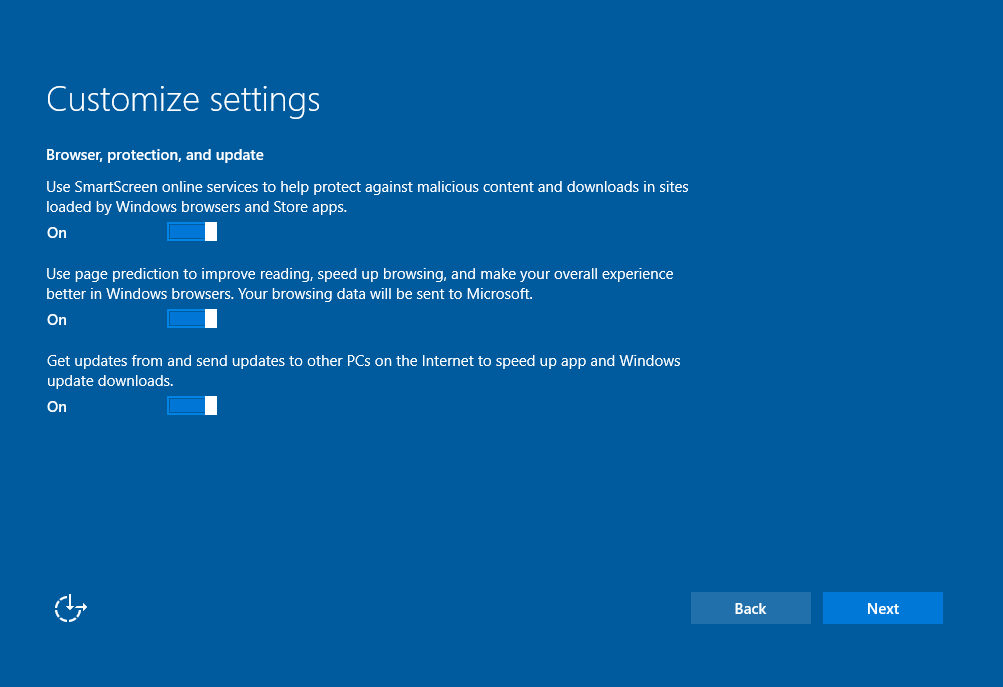 Customize settings
Browser, protection, and update
Use SmartScreen online services to help protect against malicious content and downloads in sites
loaded by Windows browsers and Store apps.
On
Use page prediction to improve reading, speed up browsing, and make your overall experience
better in Windows browsers. Your browsing data will be sent to Microsoft.
On
Get updates from and send updates to other PCs on the Internet to speed up app and Windows
update downloads.
On
Back Next